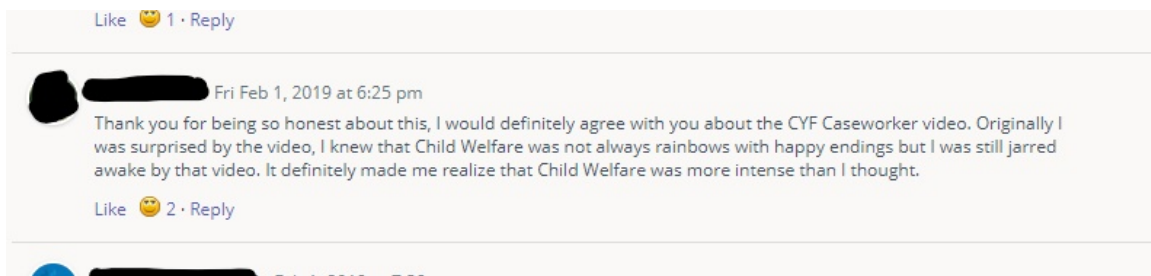 Like 1 · Reply
Fri Feb 1, 2019 at 6:25 pm
Thank you for being so honest about this, I would definitely agree with you about the CYF Caseworker video. Originally I
was surprised by the video, I knew that Child Welfare was not always rainbows with happy endings but I was still jarred
awake by that video. It definitely made me realize that Child Welfare was more intense than I thought.
Like 2 · Reply